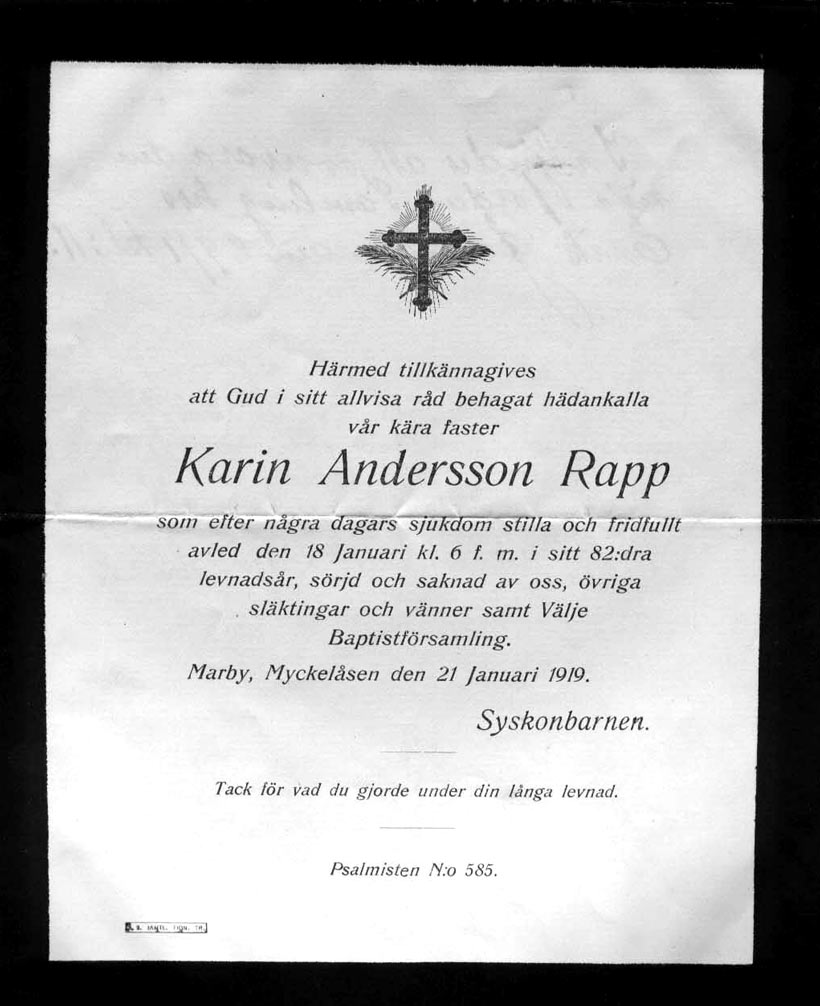 Härmed tillkännagives
att Gud i sitt allvisa råd behagat hädankalla
vår kära faster
Karin Andersson Rapp
som efter några dagars sjukdom stilla och fridfullt
avled den 18 Januari kl. 6 f. m. i sitt 82:dra
levnadsår, sörjd och saknad av oss, övriga
släktingar och vänner samt Välje
Baptistförsamling.
Marby, Myckelåsen den 21 Januari 1919.
Syskonbarnen.
Tack för vad du gjorde under din långa levnad.
Psalmisten N:o 585.